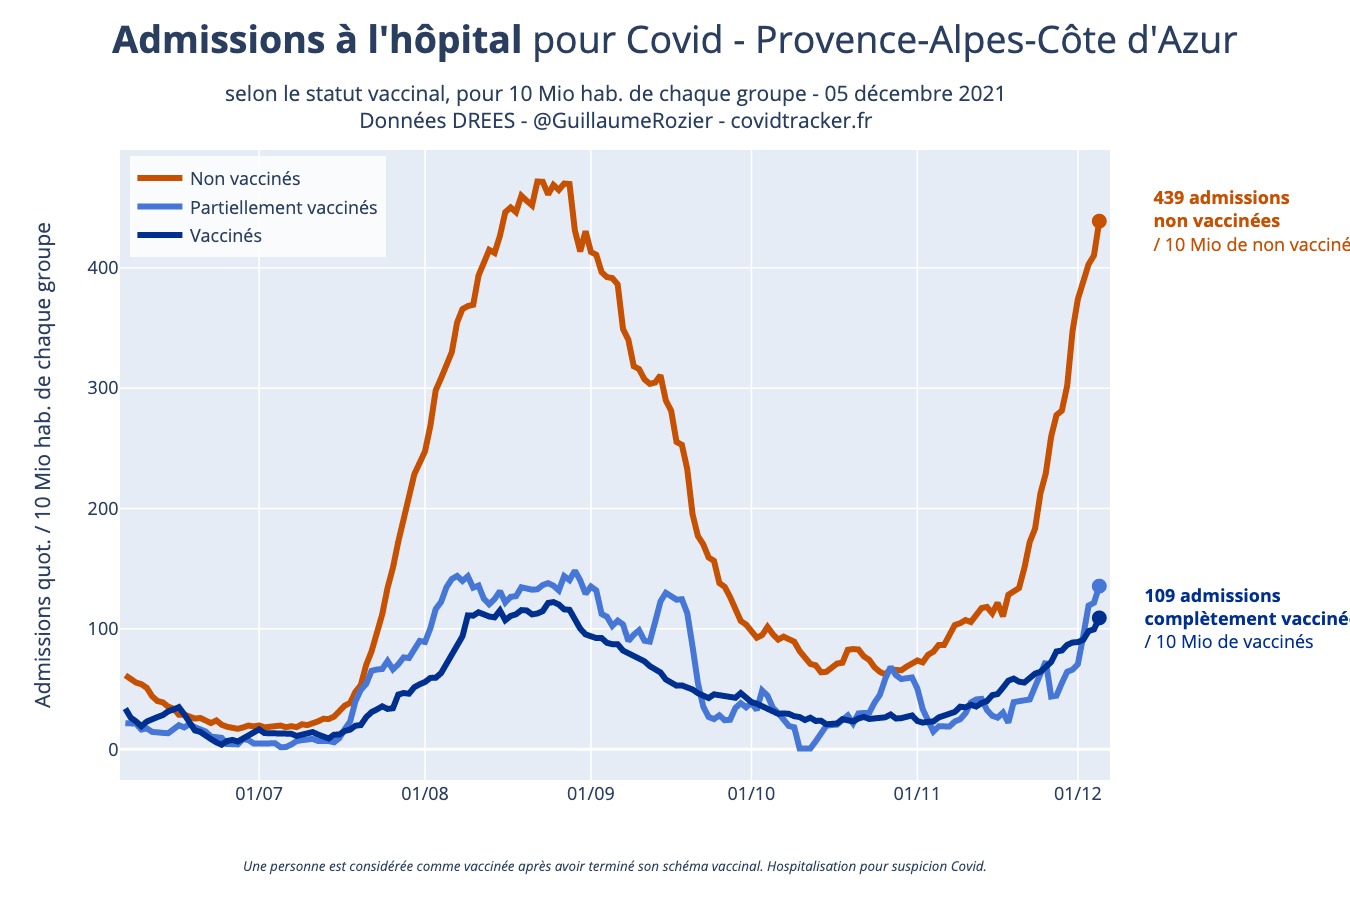 Admissions à l'hôpital pour Covid - Provence-Alpes-Côte d'Azur
selon le statut vaccinal, pour 10 Mio hab. de chaque groupe - 05 décembre 2021
Données DREES - @GuillaumeRozier - covidtracker.fr
Non vaccinés
Partiellement vaccinés
Vaccinés
Admissions quot. / 10 Mio hab. de chaque groupe
400
300
200
100
0
01/07
01/08
01/09
01/10
01/11
01/12
439 admissions
non vaccinées
/ 10 Mio de non vacciné
109 admissions
complètement vacciné
/ 10 Mio de vaccinés
Une personne est considérée comme vaccinée après avoir terminé son schéma vaccinal. Hospitalisation pour suspicion Covid.